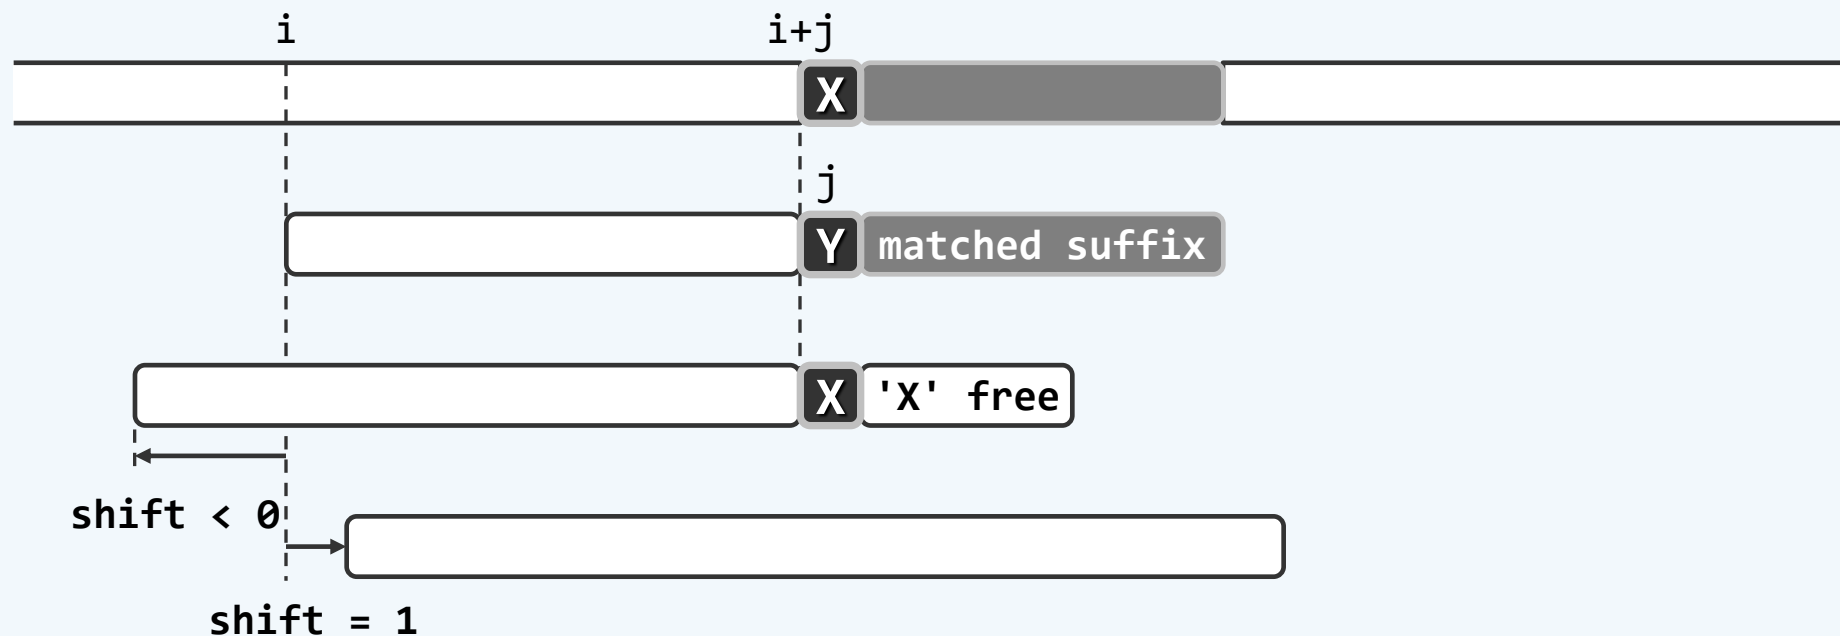 i i+j
X
j
Y matched suffix
X 'X' free
shift < 0
shift = 1